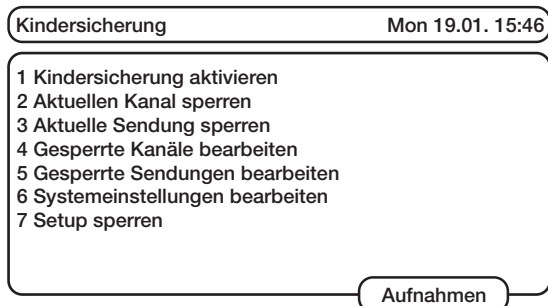 Kindersicherung Mon 19.01. 15:46
1 Kindersicherung aktivieren
2 Aktuellen Kanal sperren
3 Aktuelle Sendung sperren
4 Gesperrte Kanäle bearbeiten
5 Gesperrte Sendungen bearbeiten
6 Systemeinstellungen bearbeiten
7 Setup sperren
Aufnahmen